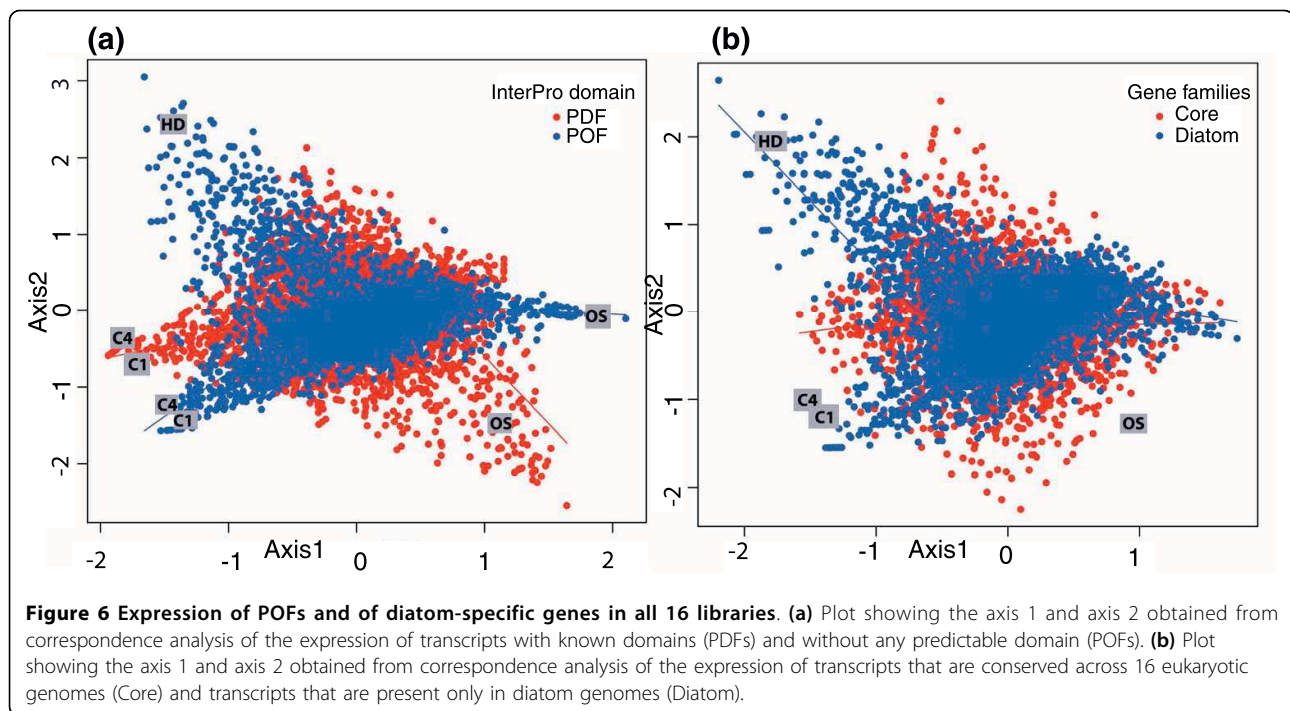 (a)
InterPro domain
PDF
POF
HD
C4
C1
C4
C1
OS
OS
Axis2
3
2
1
0
-1
-2
-2
-1
Axis1
0
1
2
(b)
Gene families
Core
Diatom
HD
C4
C1
OS
Axis2
2
1
0
-1
-2
-2
-1
Axis1
0
1
Figure 6 Expression of POFs and of diatom-specific genes in all 16 libraries. (a) Plot showing the axis 1 and axis 2 obtained from
correspondence analysis of the expression of transcripts with known domains (PDFs) and without any predictable domain (POFs). (b) Plot
showing the axis 1 and axis 2 obtained from correspondence analysis of the expression of transcripts that are conserved across 16 eukaryotic
genomes (Core) and transcripts that are present only in diatom genomes (Diatom).